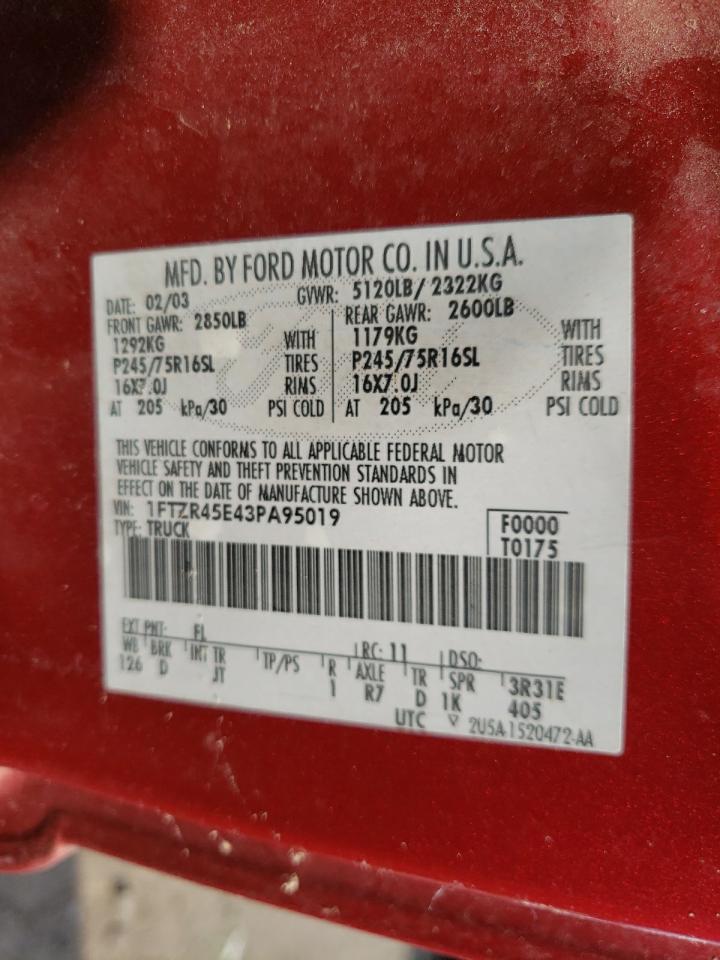 MFD. BY FORD MOTOR CO. IN U.S.A.
DATE: 02/03 GVWR: 5120LB/ 2322KG
FRONT GAWR: 2850LB REAR GAWR: 2600LB
1292KG WITH 1179KG WITH
P245/75R16SL TIRES P245/75R16SL TIRES
16X7.0J RIMS 16X7.0J RIMS
AT 205 kPa/30 PSI COLD AT 205 kPa/30 PSI COLD
THIS VEHICLE CONFORMS TO ALL APPLICABLE FEDERAL MOTOR
VEHICLE SAFETY AND THEFT PREVENTION STANDARDS IN
EFFECT ON THE DATE OF MANUFACTURE SHOWN ABOVE.
VIN: 1FTZR45E43PA95019 F0000
TYPE: TRUCK T0175
EXT PNT: FL RC: 11 DSO:
WB BRK INT TR TP/PS R AXLE TR SPR 3R31E
126 D JT 1 R7 D 1K 405
UTC ▽ 2U5A-1520472-AA